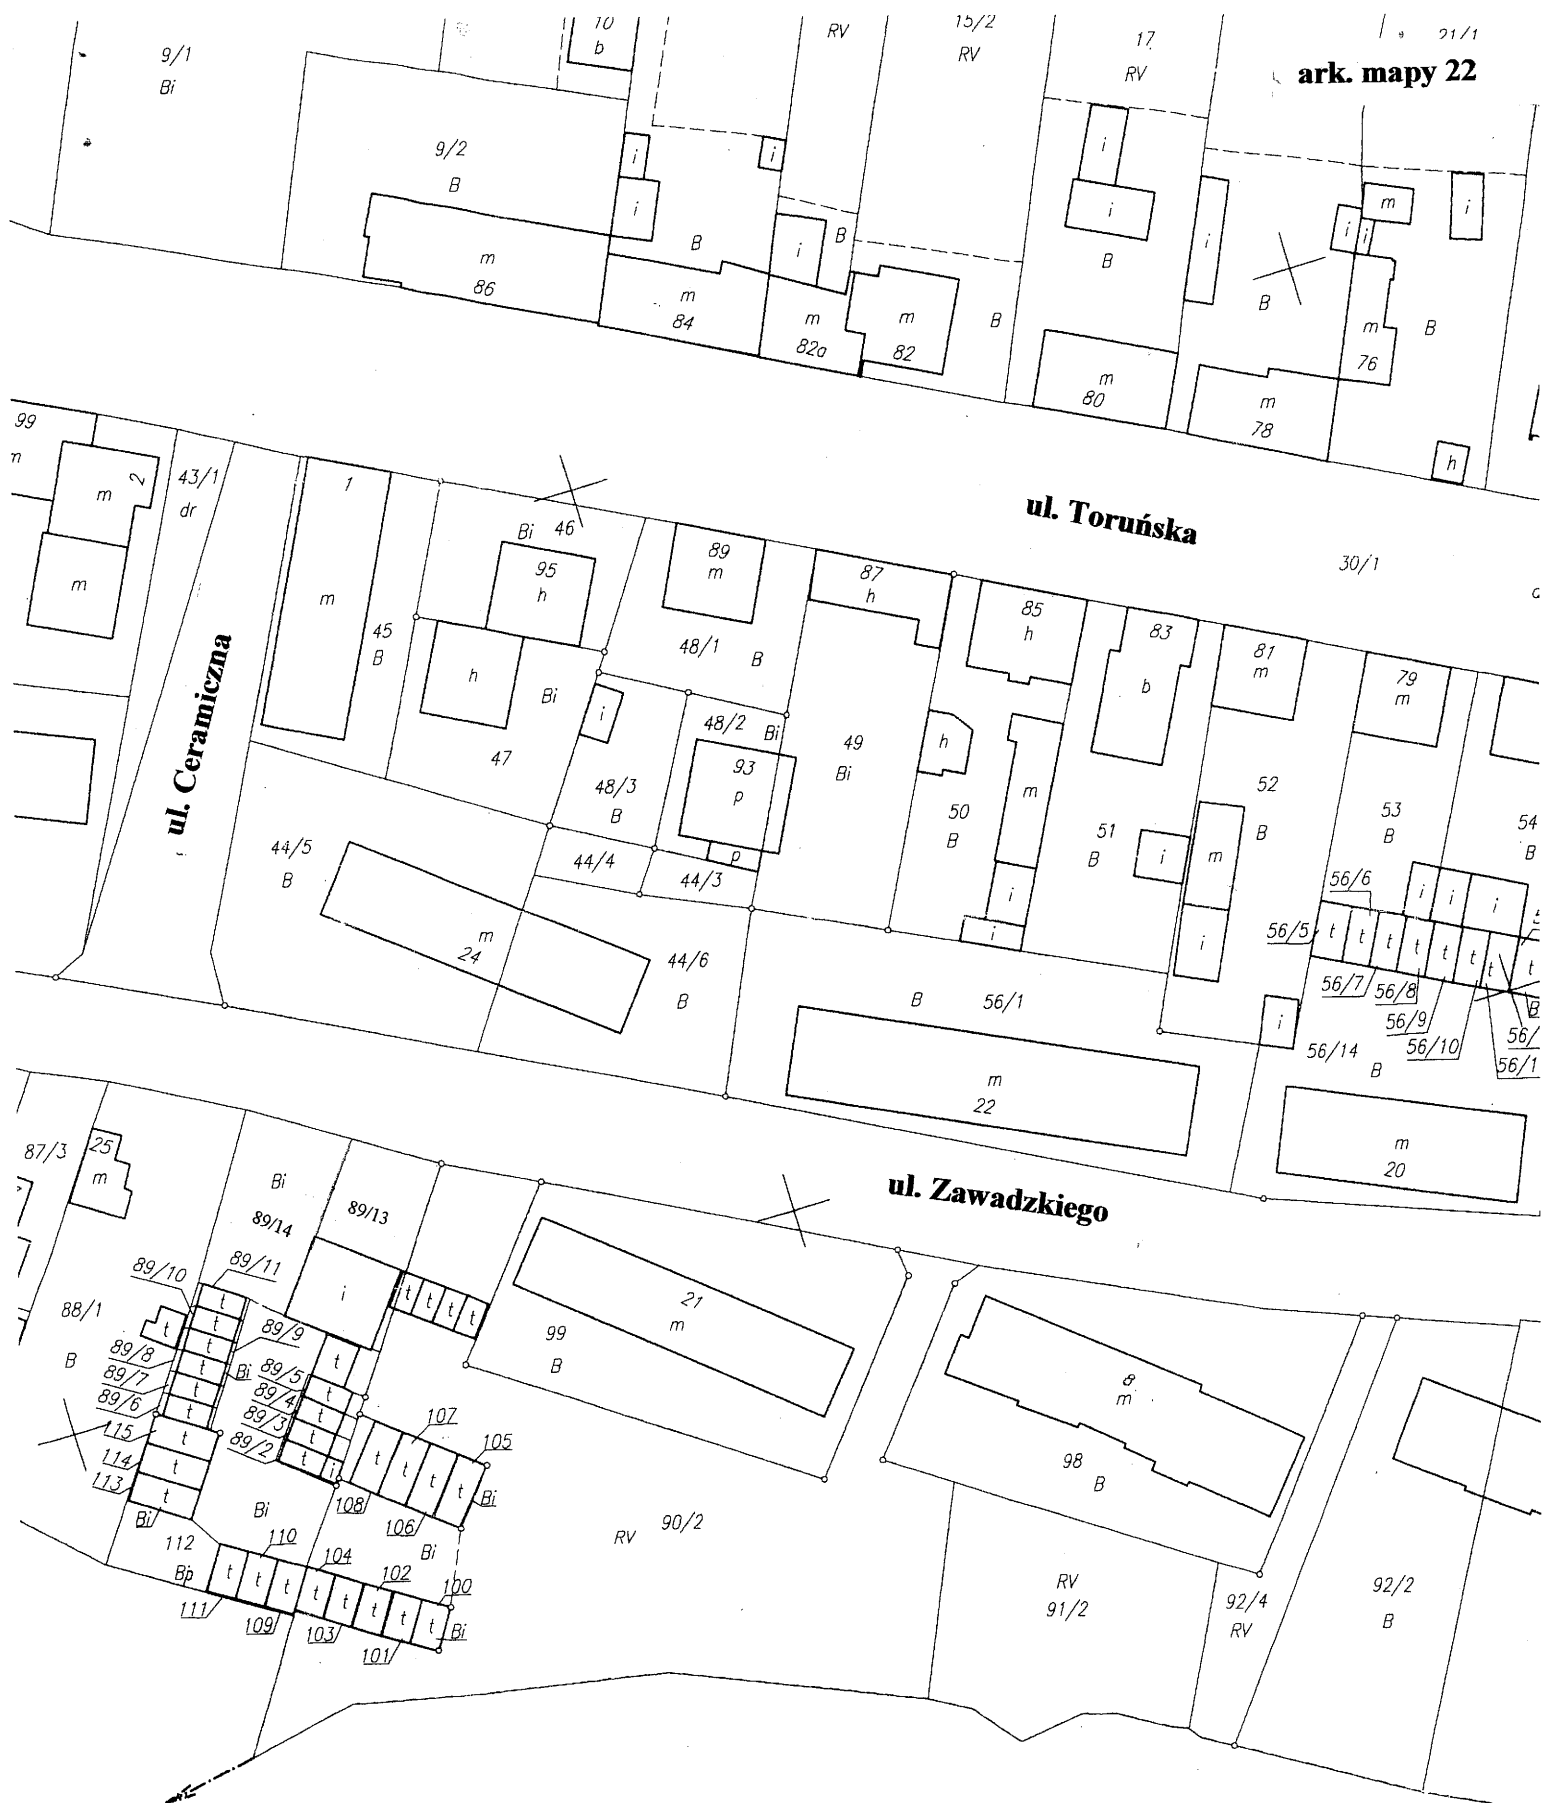 10
b
9/1
Bi
RV
15/2
RV
17
RV
21/1
ark. mapy 22
9/2
B
i
i
i
i
i
m
i
i
i
i
i
B
B
B
B
m
86
m
84
m
82a
m
82
B
m
80
m
78
m
76
B
h
99
m
2
m
43/1
dr
1
m
m
45
B
Bi 46
95
h
h
Bi
47
89
m
48/1
B
87
h
85
h
83
b
81
m
79
m
ul. Toruńska
30/1
ul. Ceramiczna
i
48/2
Bi
93
p
p
48/3
B
49
Bi
h
50
B
m
i
i
51
B
i
m
i
52
B
53
B
54
B
44/5
B
44/4
44/3
m
24
44/6
B
B
56/1
m
22
56/6
i
i
i
56/5
t
t
t
t
t
t
t
t
56/7
56/8
56/9
56/10
56/
56/1
B
i
56/14
B
m
20
87/3
25
m
Bi
89/14
89/13
ul. Zawadzkiego
89/10
89/11
i
t
t
t
t
88/1
B
t
t
t
t
t
t
t
89/9
89/8
89/7
89/6
Bi
89/5
89/4
89/3
89/2
t
t
t
t
t
i
21
m
99
B
8
m
98
B
115
114
113
t
t
t
Bi
107
105
t
t
t
t
108
106
Bi
Bi
112
Bp
110
104
102
100
Bi
t
t
t
t
t
t
t
t
111
109
103
101
Bi
RV
90/2
RV
91/2
92/4
RV
92/2
B